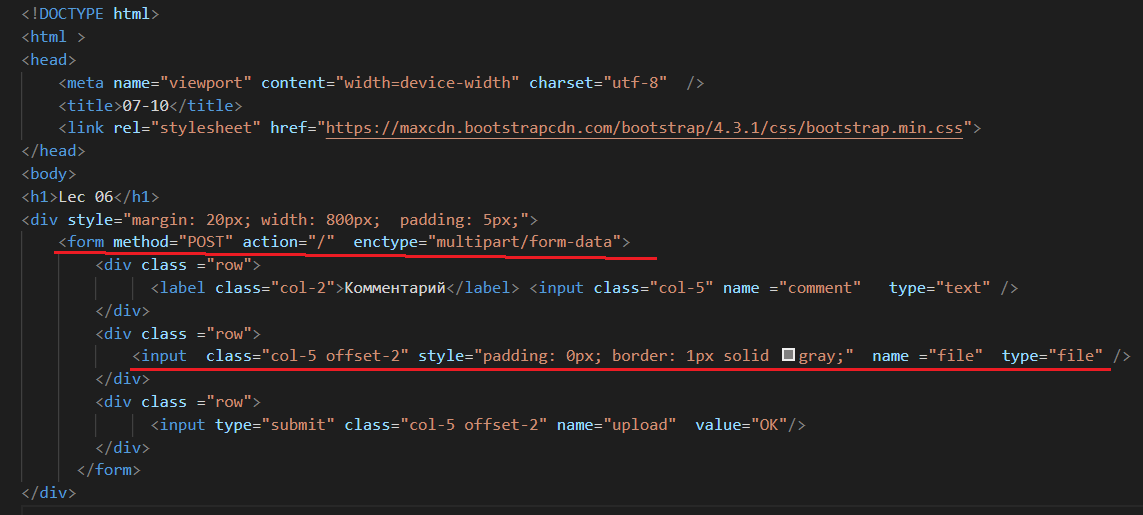 <!DOCTYPE html>
<html >
<head>
    <meta name="viewport" content="width=device-width" charset="utf-8"  />
    <title>07-10</title>
    <link rel="stylesheet" href="https://maxcdn.bootstrapcdn.com/bootstrap/4.3.1/css/bootstrap.min.css">
</head>
<body>
<h1>Lec 06</h1>
<div style="margin: 20px; width: 800px;  padding: 5px;">
    <form method="POST" action="/"  enctype="multipart/form-data">
        <div class ="row">
              <label class="col-2">Комментарий</label> <input class="col-5" name ="comment"   type="text" />
        </div>
        <div class ="row">
            <input  class="col-5 offset-2" style="padding: 0px; border: 1px solid gray;"  name ="file"  type="file" />
        </div>
        <div class ="row">
              <input type="submit" class="col-5 offset-2" name="upload"  value="OK"/>
        </div>
      </form>
</div>